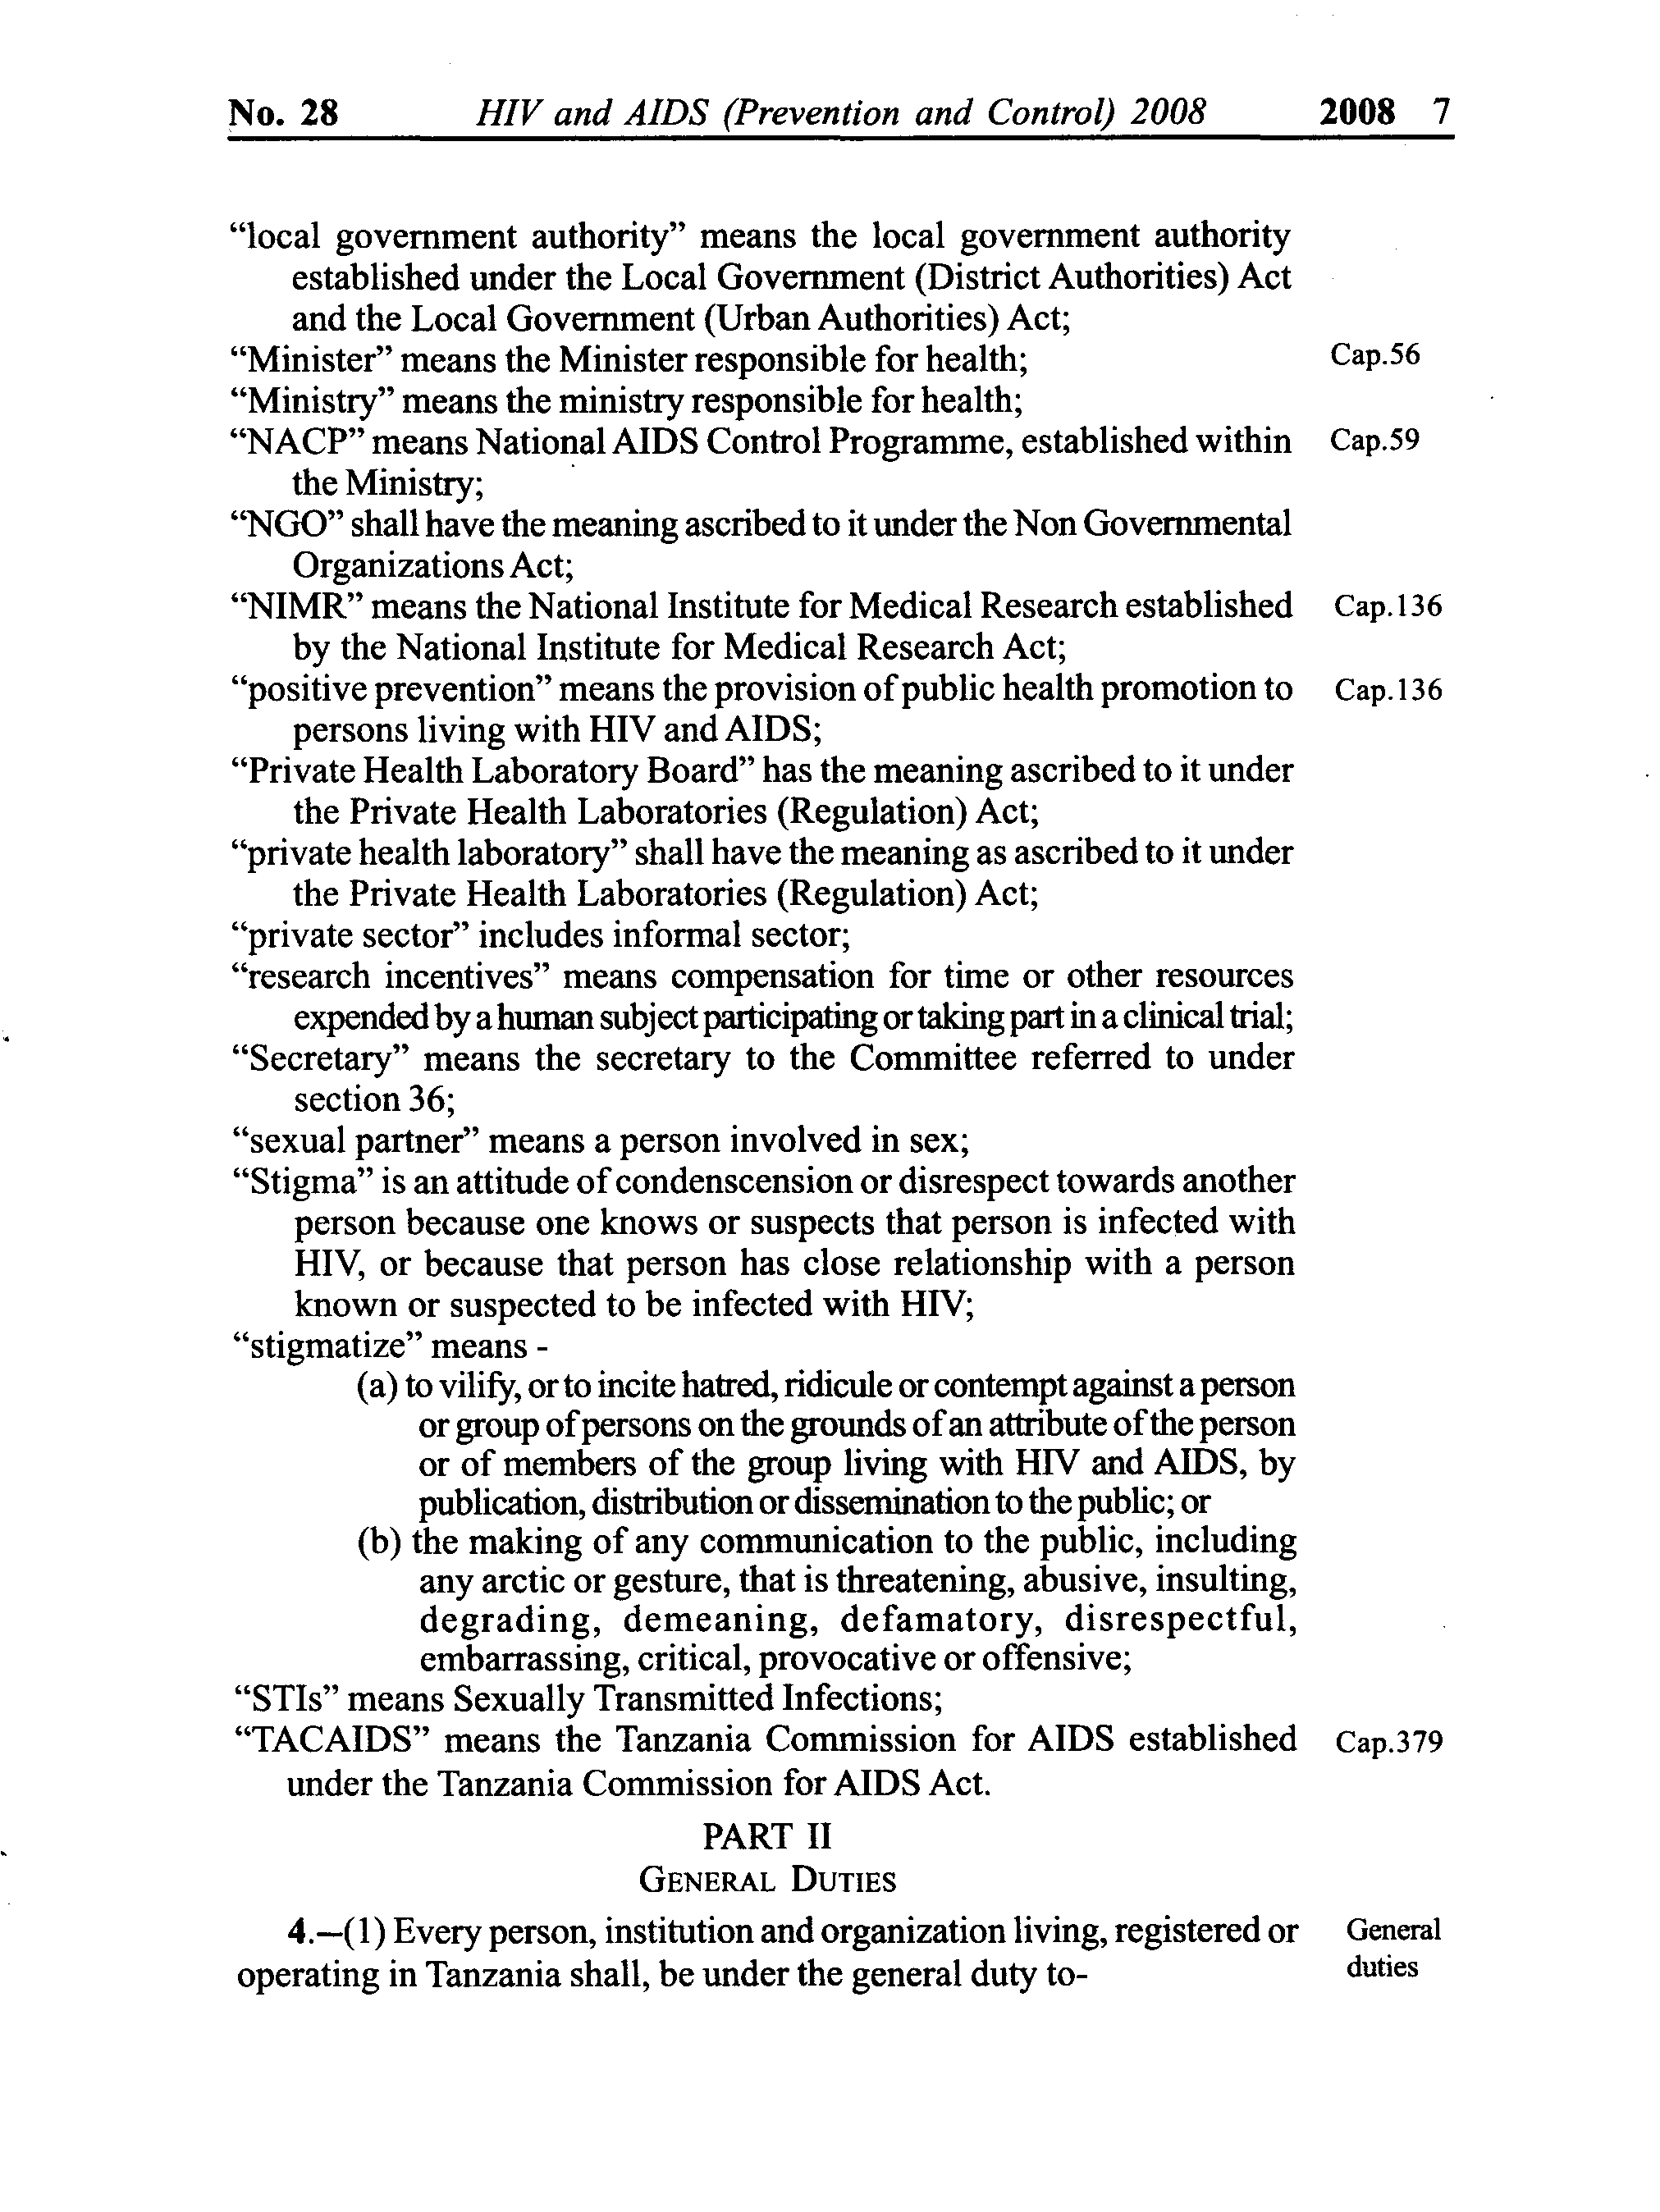 No. 28 HIV and AIDS (Prevention and Control) 2008 2008 7
“local government authority” means the local government authority
established under the Local Government (District Authorities) Act
and the Local Government (Urban Authorities) Act;
“Minister” means the Minister responsible for health; Cap.56
“Ministry” means the ministry responsible for health;
“NACP” means National AIDS Control Programme, established within Cap.59
the Ministry;
“NGO” shall have the meaning ascribed to it under the Non Governmental
Organizations Act;
“NIMR” means the National Institute for Medical Research established Cap.136
by the National Institute for Medical Research Act;
“positive prevention” means the provision of public health promotion to Cap.136
persons living with HIV and AIDS;
“Private Health Laboratory Board” has the meaning ascribed to it under
the Private Health Laboratories (Regulation) Act;
“private health laboratory” shall have the meaning as ascribed to it under
the Private Health Laboratories (Regulation) Act;
“private sector” includes informal sector;
“research incentives” means compensation for time or other resources
expended by a human subject participating or taking part in a clinical trial;
“Secretary” means the secretary to the Committee referred to under
section 36;
“sexual partner” means a person involved in sex;
“Stigma” is an attitude of condenscension or disrespect towards another
person because one knows or suspects that person is infected with
HIV, or because that person has close relationship with a person
known or suspected to be infected with HIV;
“stigmatize” means -
(a) to vilify, or to incite hatred, ridicule or contempt against a person
or group of persons on the grounds of an attribute of the person
or of members of the group living with HIV and AIDS, by
publication, distribution or dissemination to the public; or
(b) the making of any communication to the public, including
any arctic or gesture, that is threatening, abusive, insulting,
degrading, demeaning, defamatory, disrespectful,
embarrassing, critical, provocative or offensive;
“STIs” means Sexually Transmitted Infections;
“TACAIDS” means the Tanzania Commission for AIDS established Cap.379
under the Tanzania Commission for AIDS Act.
PART II
GENERAL DUTIES
4.—(1) Every person, institution and organization living, registered or General
operating in Tanzania shall, be under the general duty to- duties